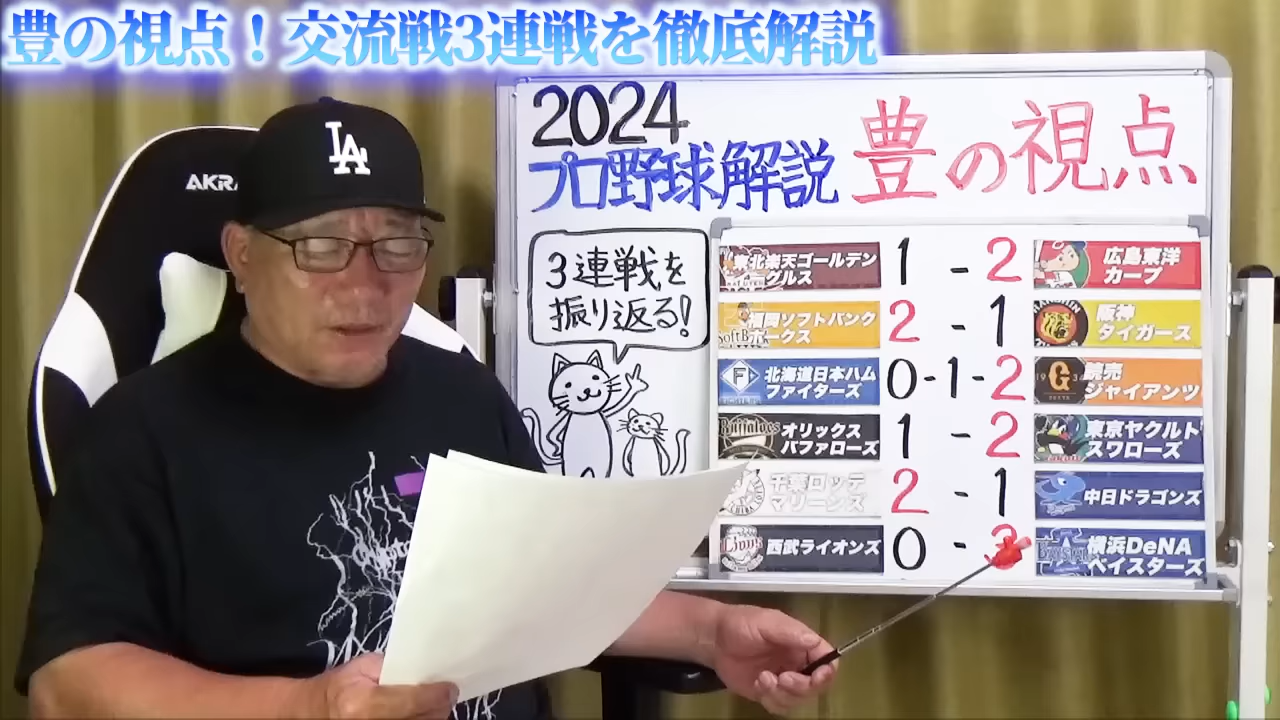 豊の視点！交流戦3連戦を徹底解説
2024
プロ野球解説 豊の視点
3連戦を
振り返る!
1 - 2
広島東洋
カープ
福岡ソフトバンク
ホークス
2 - 1
阪神
タイガース
北海道日本ハム
ファイターズ
0-1-2
読売
ジャイアンツ
オリックス
バファローズ
1 - 2
東京ヤクルト
スワローズ
千葉ロッテ
マリーンズ
2 - 1
中日ドラゴンズ
西武ライオンズ
0 -
横浜DeNA
ベイスターズ
東北楽天ゴールデン
LA
Buffaloes
Lions
G
F